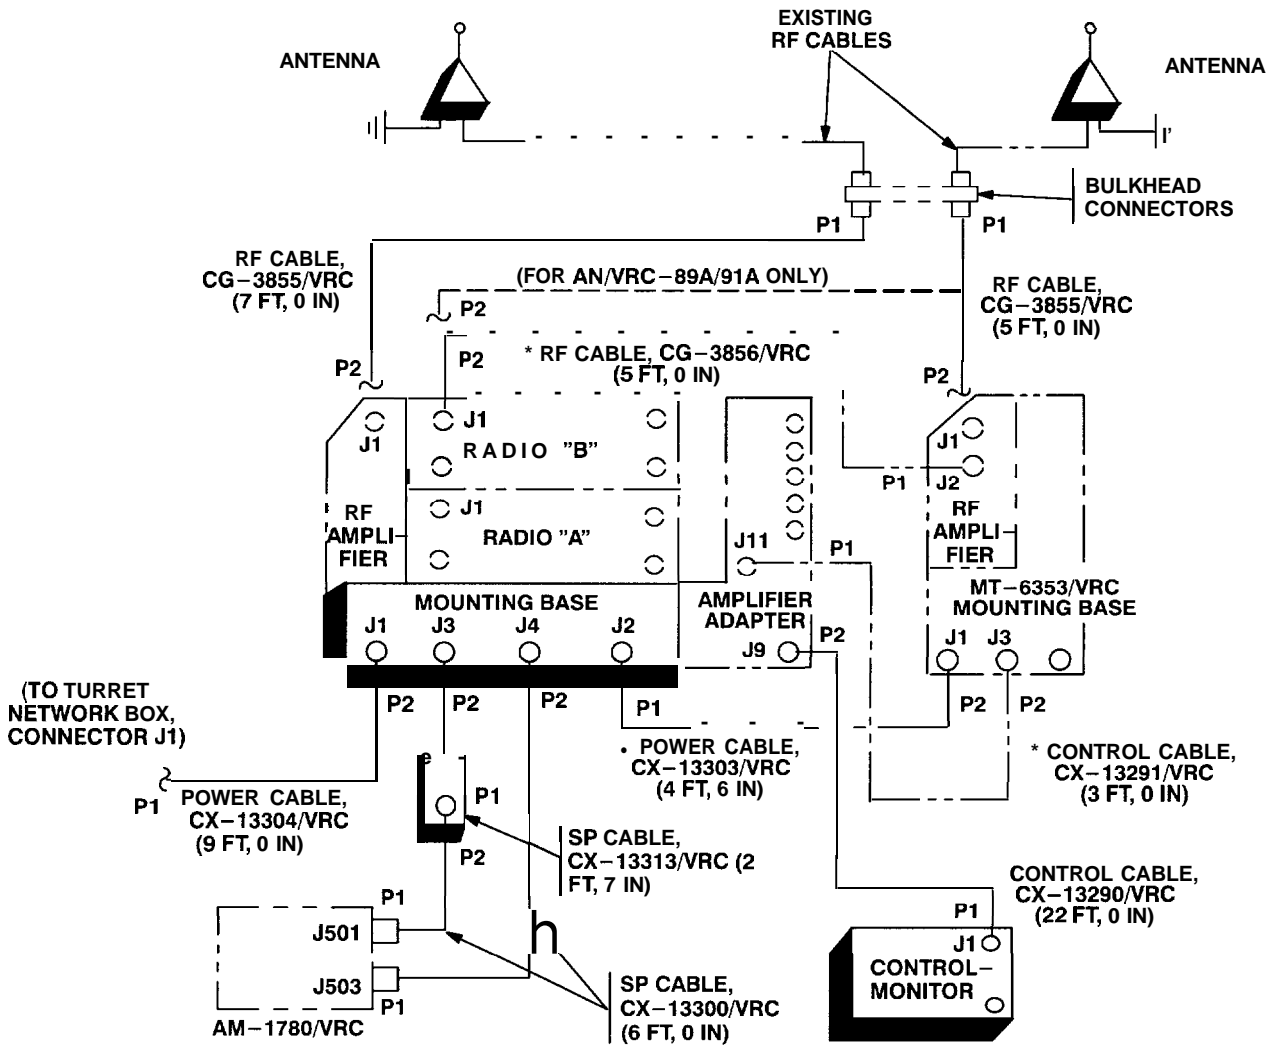 EXISTING
RF CABLES
ANTENNA
ANTENNA
I'
BULKHEAD
CONNECTORS
P1
P1
RF CABLE,
CG-3855/VRC
(7 FT, 0 IN)
(FOR AN/VRC-89A/91A ONLY)
P2
RF CABLE,
CG-3855/VRC
(5 FT, 0 IN)
* RF CABLE, CG-3856/VRC
(5 FT, 0 IN)
P2
P2
P2
J1
J1
RADIO "B"
J1
J2
P1
J1
RADIO "A"
RF
AMPLI-
FIER
J11
P1
RF
AMPLI-
FIER
MT-6353/VRC
MOUNTING BASE
MOUNTING BASE
AMPLIFIER
ADAPTER
J1
J3
J4
J2
J9
P2
J1
J3
(TO TURRET
NETWORK BOX,
CONNECTOR J1)
P2
P2
P2
P1
P2
P2
• POWER CABLE,
CX-13303/VRC
(4 FT, 6 IN)
* CONTROL CABLE,
CX-13291/VRC
(3 FT, 0 IN)
e
P1
P1
POWER CABLE,
CX-13304/VRC
(9 FT, 0 IN)
P2
SP CABLE,
CX-13313/VRC (2
FT, 7 IN)
CONTROL CABLE,
CX-13290/VRC
(22 FT, 0 IN)
P1
P1
J501
h
J1
CONTROL-
MONITOR
J503
P1
SP CABLE,
CX-13300/VRC
(6 FT, 0 IN)
AM-1780/VRC